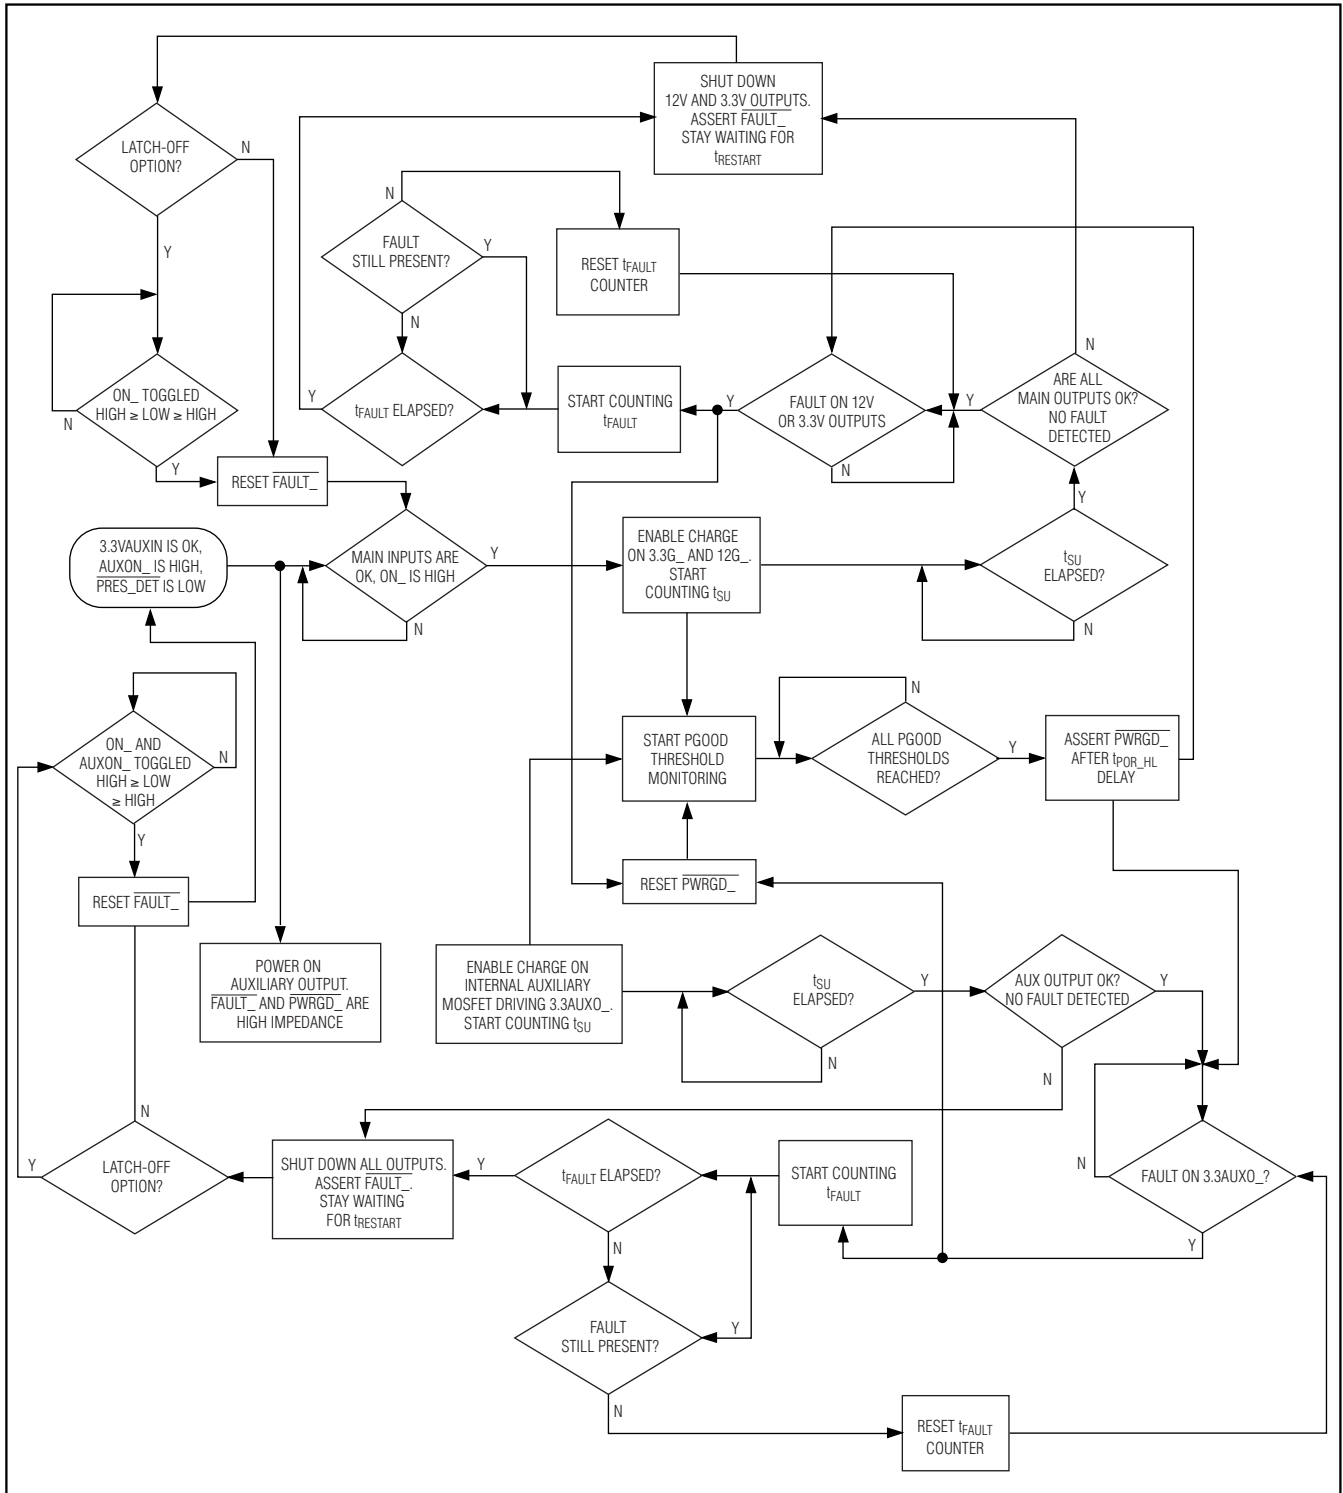 SHUT DOWN
12V AND 3.3V OUTPUTS.
ASSERT FAULT_
STAY WAITING FOR
tRESTART
LATCH-OFF
OPTION?
N
Y
N
FAULT
STILL PRESENT?
Y
N
RESET tFAULT
COUNTER
N
ARE ALL
MAIN OUTPUTS OK?
NO FAULT
DETECTED
Y
ON_ TOGGLED
HIGH ≥ LOW ≥ HIGH
N
Y
Y
tFAULT ELAPSED?
START COUNTING
tFAULT
Y
FAULT ON 12V
OR 3.3V OUTPUTS
N
RESET FAULT_
Y
3.3VAUXIN IS OK,
AUXON_ IS HIGH,
PRES_DET IS LOW
MAIN INPUTS ARE
OK, ON_ IS HIGH
Y
N
ENABLE CHARGE
ON 3.3G_ AND 12G_.
START
COUNTING tSU
tSU
ELAPSED?
N
ON_ AND
AUXON_ TOGGLED
HIGH ≥ LOW
≥ HIGH
N
Y
START PGOOD
THRESHOLD
MONITORING
N
ALL PGOOD
THRESHOLDS
REACHED?
Y
ASSERT PWRGD_
AFTER tPOR_HL
DELAY
RESET FAULT_
RESET PWRGD_
POWER ON
AUXILIARY OUTPUT.
FAULT_ AND PWRGD_ ARE
HIGH IMPEDANCE
ENABLE CHARGE ON
INTERNAL AUXILIARY
MOSFET DRIVING 3.3AUXO_.
START COUNTING tSU
tSU
ELAPSED?
Y
N
AUX OUTPUT OK?
NO FAULT DETECTED
Y
N
N
LATCH-OFF
OPTION?
Y
SHUT DOWN ALL OUTPUTS.
ASSERT FAULT_.
STAY WAITING
FOR tRESTART
Y
tFAULT ELAPSED?
N
START COUNTING
tFAULT
N
FAULT ON 3.3AUXO_?
Y
FAULT
STILL PRESENT?
Y
N
RESET tFAULT
COUNTER